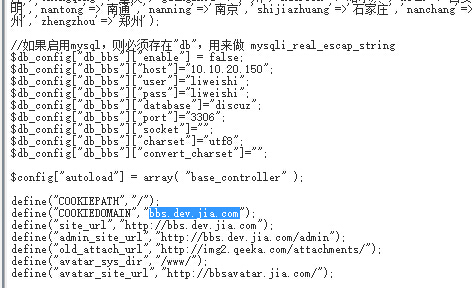 明','nantong'=>'南通','nanning'=>'南京','shijiazhuang'=>'石家庄','nanchang'=>
州','zhengzhou'=>'郑州');
//如果启用mysql，则必须存在"db"，用来做 mysqli_real_escap_string
$db_config["db_bbs"]["enable"] = false;
$db_config["db_bbs"]["host"]="10.10.20.150";
$db_config["db_bbs"]["user"]="liweishi";
$db_config["db_bbs"]["pass"]="liweishi";
$db_config["db_bbs"]["database"]="discuz";
$db_config["db_bbs"]["port"]="3306";
$db_config["db_bbs"]["socket"]="";
$db_config["db_bbs"]["charset"]="utf8";
$db_config["db_bbs"]["convert_charset"]="";
$config["autoload"] = array( "base_controller" );
define("COOKIEPATH","/");
define("COOKIEDOMAIN","bbs.dev.jia.com");
define("site_url","http://bbs.dev.jia.com");
define("admin_site_url","http://bbs.dev.jia.com/admin");
define("old_attach_url","http://img2.geeka.com/attachments/");
define("avatar_sys_dir","/www/");
define("avatar_site_url","http://bbsavatar.jia.com/");